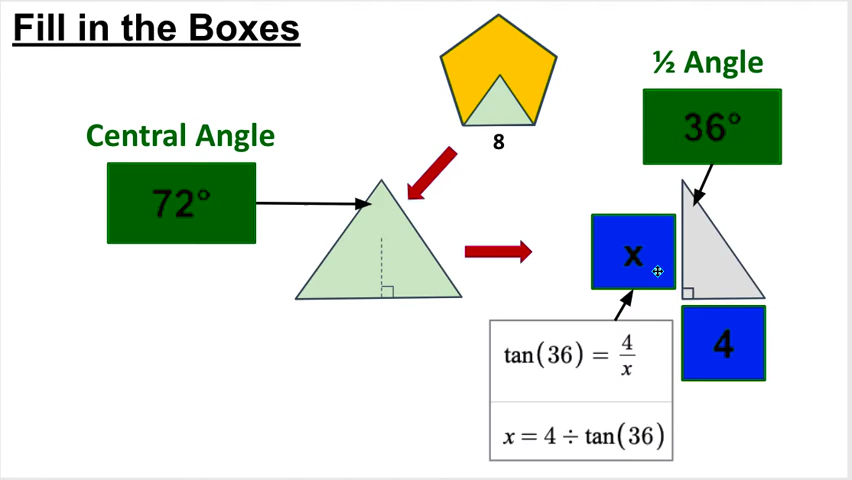 Fill in the Boxes
8
½ Angle
36°
Central Angle
72°
x
4
tan(36) = 4/x
x = 4 ÷ tan(36)